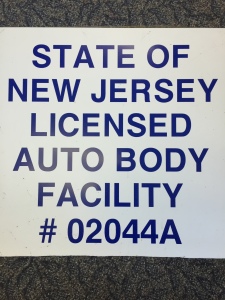 STATE OF
NEW JERSEY
LICENSED
AUTO BODY
FACILITY
# 02044A